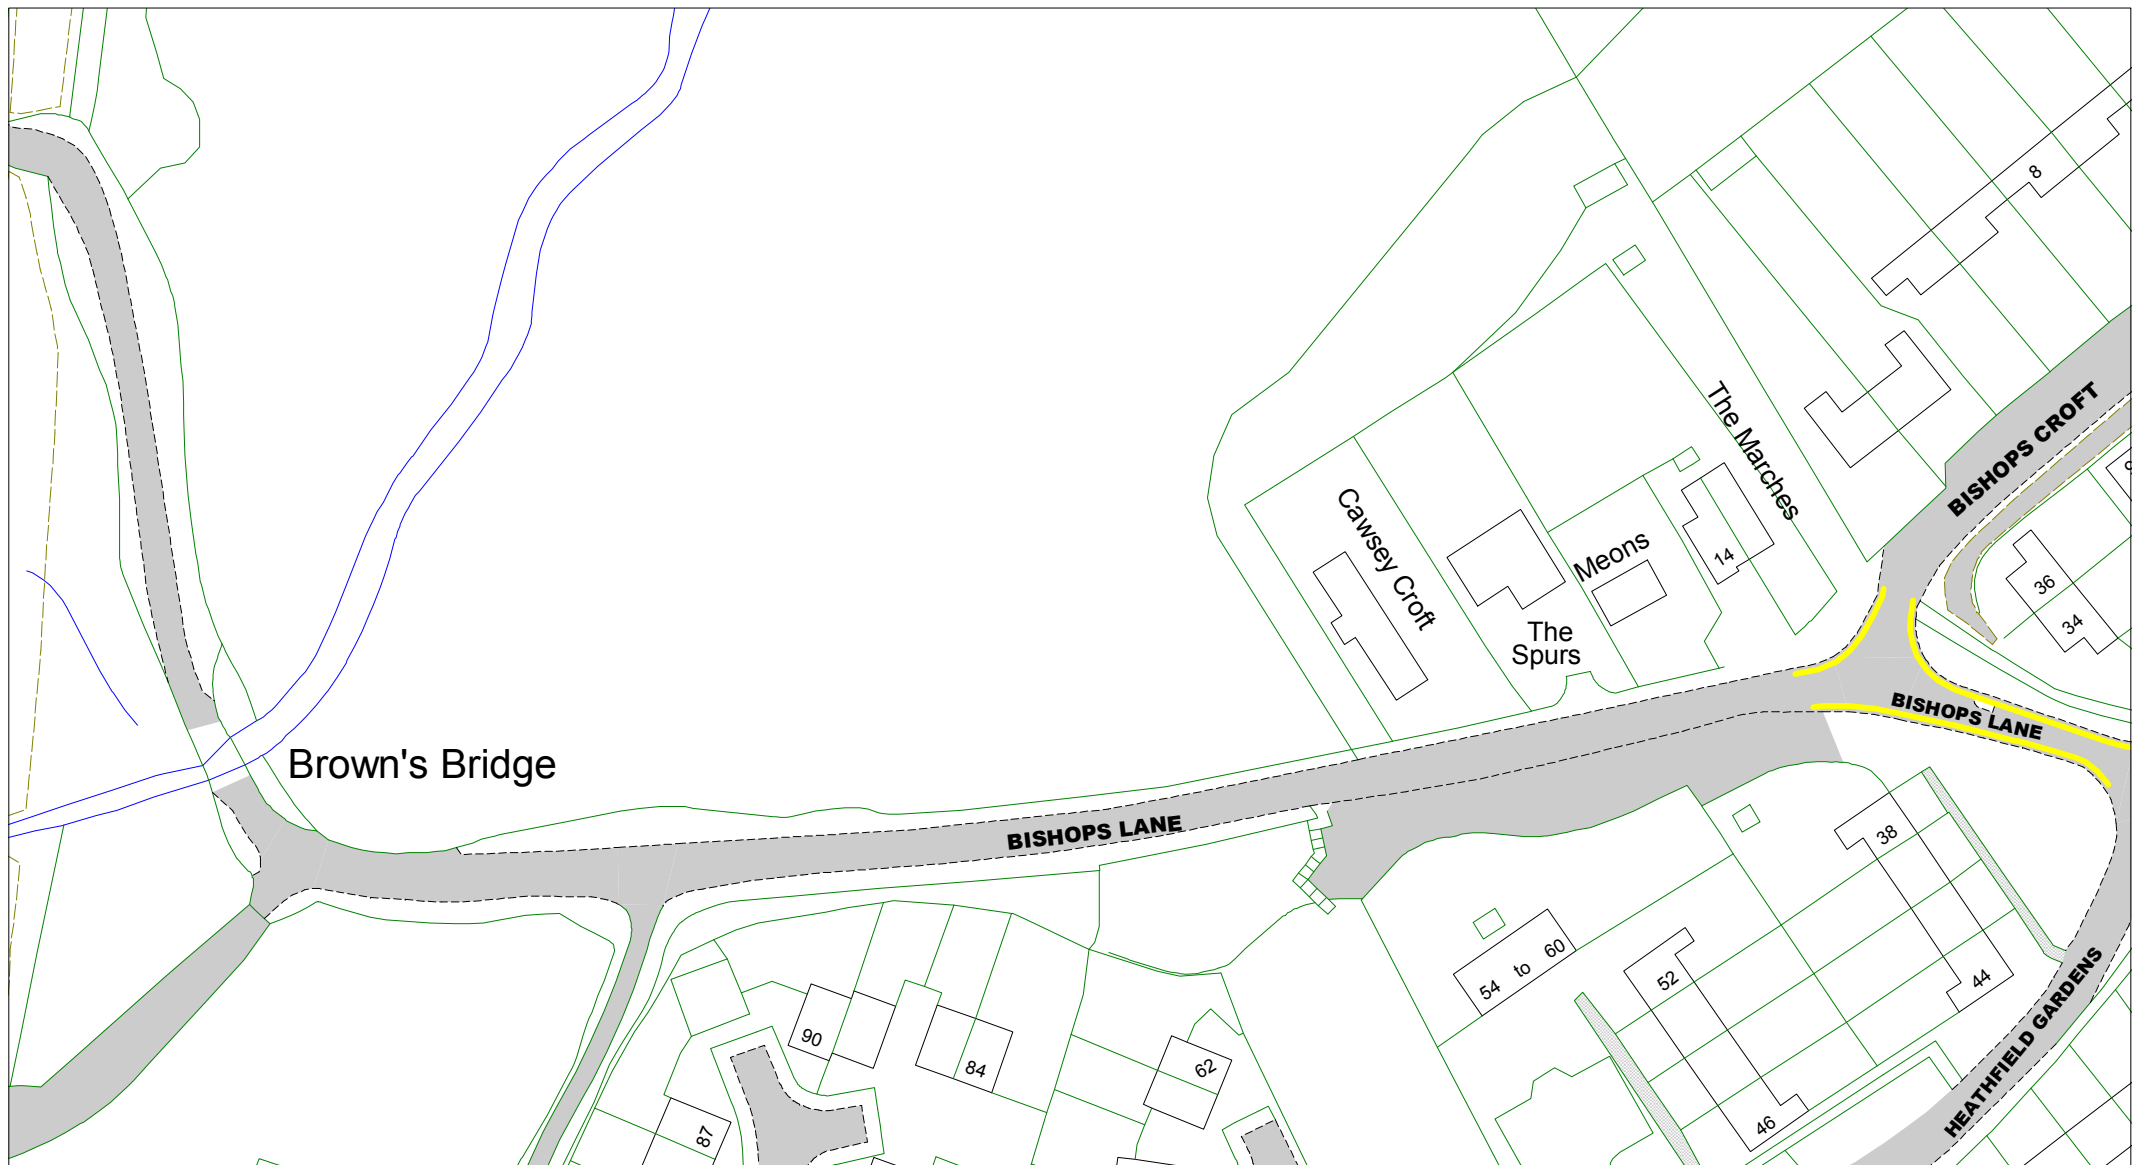 8
BISHOPS CROFT
The Marches
Cawsey Croft
Meons
14
36
34
The
Spurs
BISHOPS LANE
Brown's Bridge
BISHOPS LANE
38
54 to 60
52
44
90
84
62
HEATHFIELD GARDENS
87
46